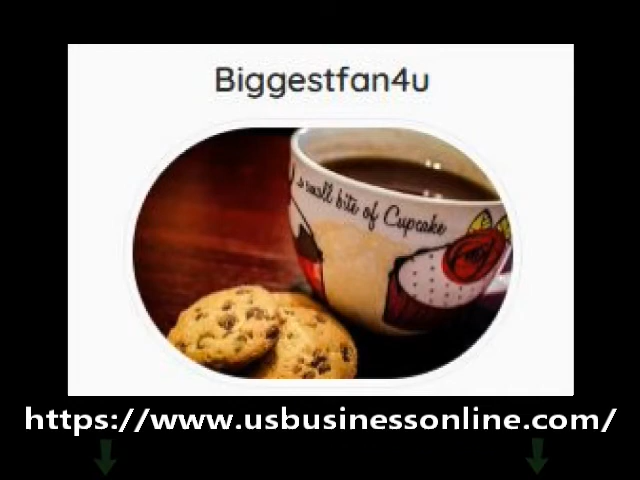 Biggestfan4u
a small bite of Cupcake
https://www.usbusinessonline.com/